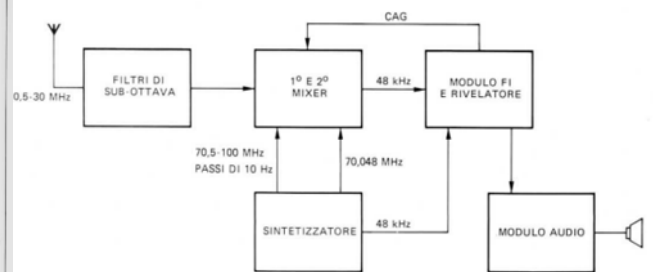 CAG
FILTRI DI
SUB-OTTAVA
0,5-30 MHz
1º E 2º
MIXER
48 kHz
MODULO FI
E RIVELATORE
70,5-100 MHz
PASSI DI 10 Hz
70,048 MHz
SINTETIZZATORE
48 kHz
MODULO AUDIO